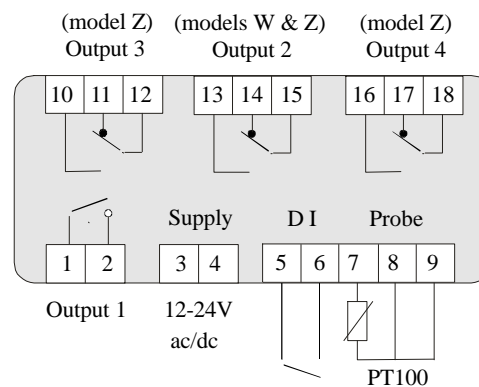 (model Z) (models W & Z) (model Z)
Output 3 Output 2 Output 4
10 11 12 13 14 15 16 17 18
Supply D I Probe
1 2 3 4 5 6 7 8 9
Output 1 12-24V
ac/dc
PT100